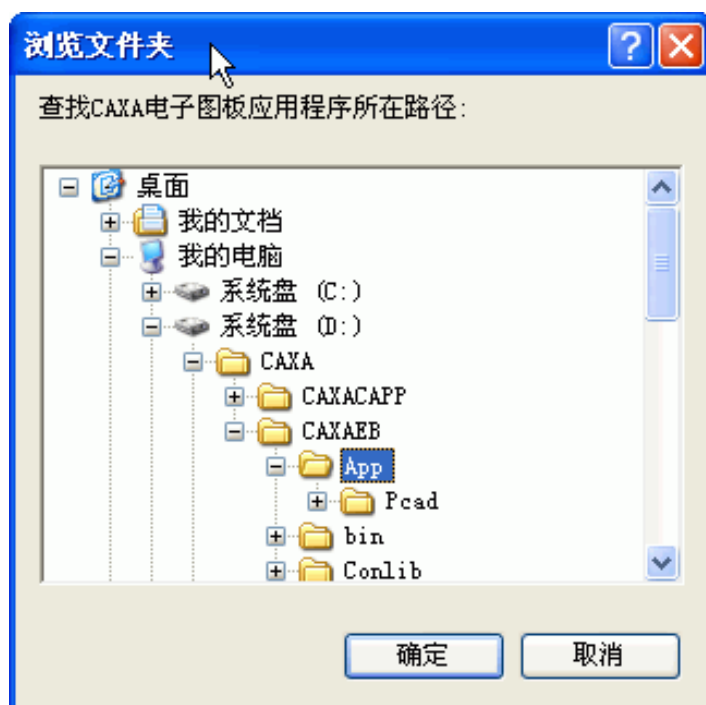 浏览文件夹
查找CAXA电子图板应用程序所在路径:
桌面
我的文档
我的电脑
系统盘 (C:)
系统盘 (D:)
CAXA
CAXACAPP
CAXAEB
App
Pcad
bin
Conlib
确定 取消